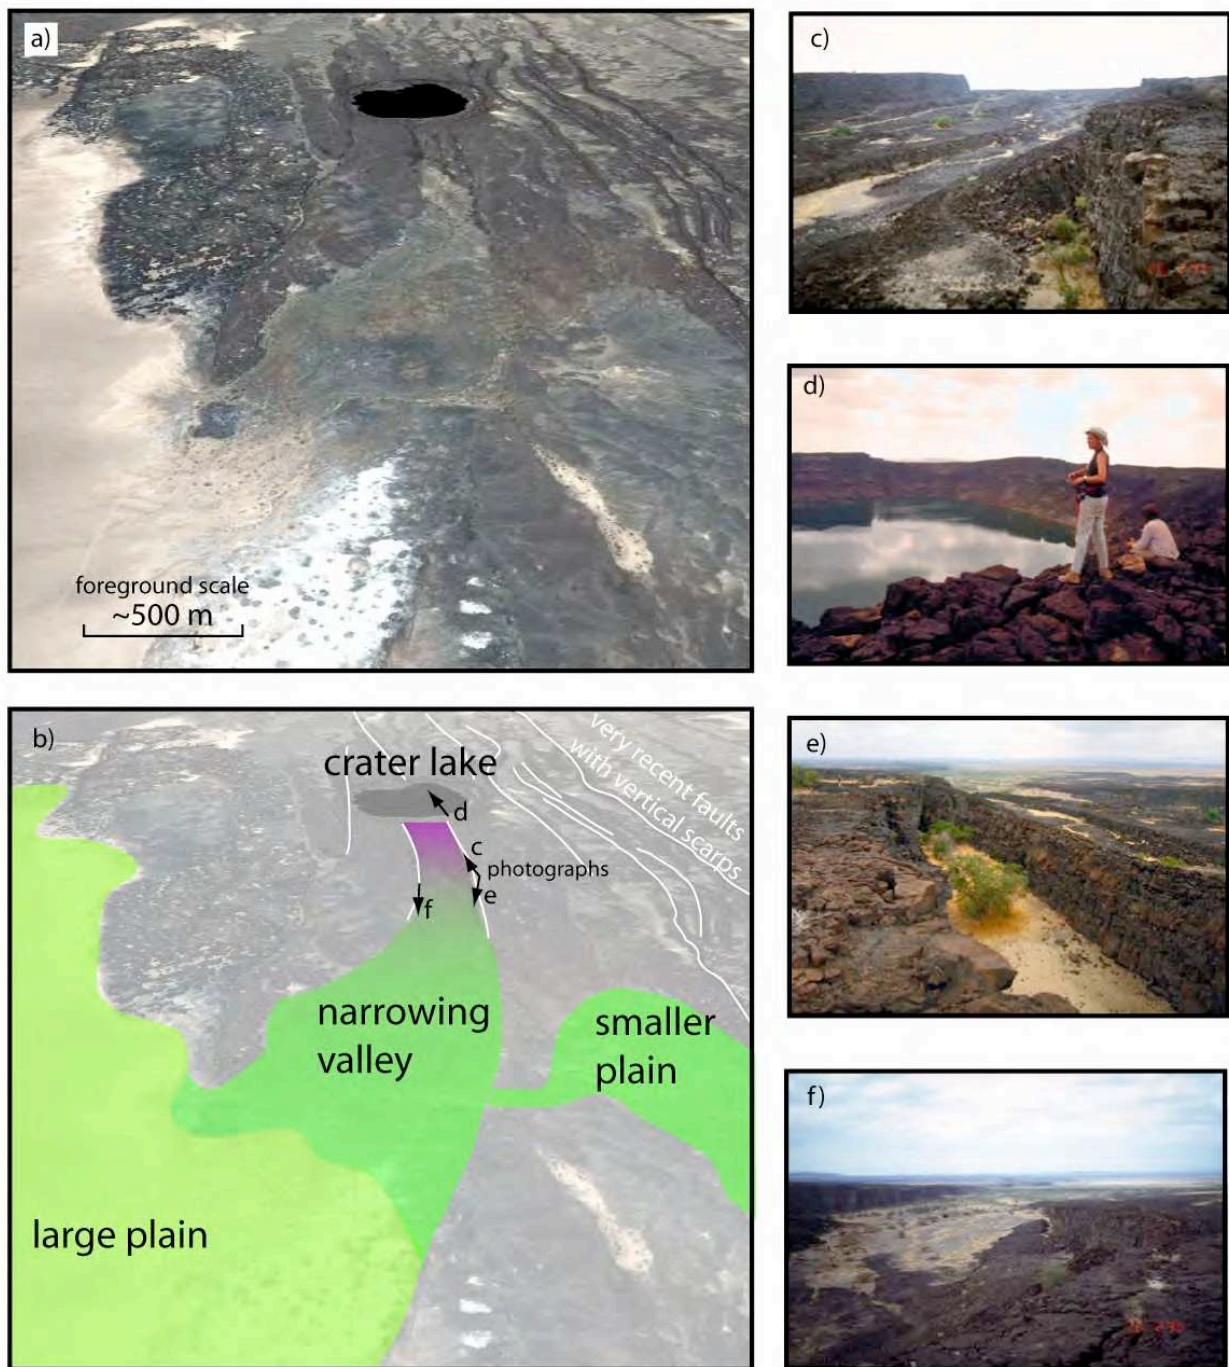 a)
foreground scale
~500 m
b)
crater lake
very recent faults
with vertical scarps
d
c
photographs
e
f
narrowing
valley
smaller
plain
large plain
c)
d)
e)
f)